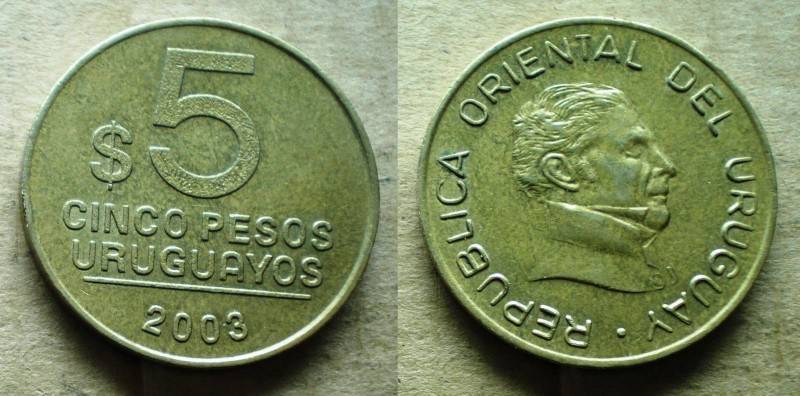 $ 5
CINCO PESOS
URUGUAYOS
2003
REPUBLICA ORIENTAL DEL URUGUAY ·